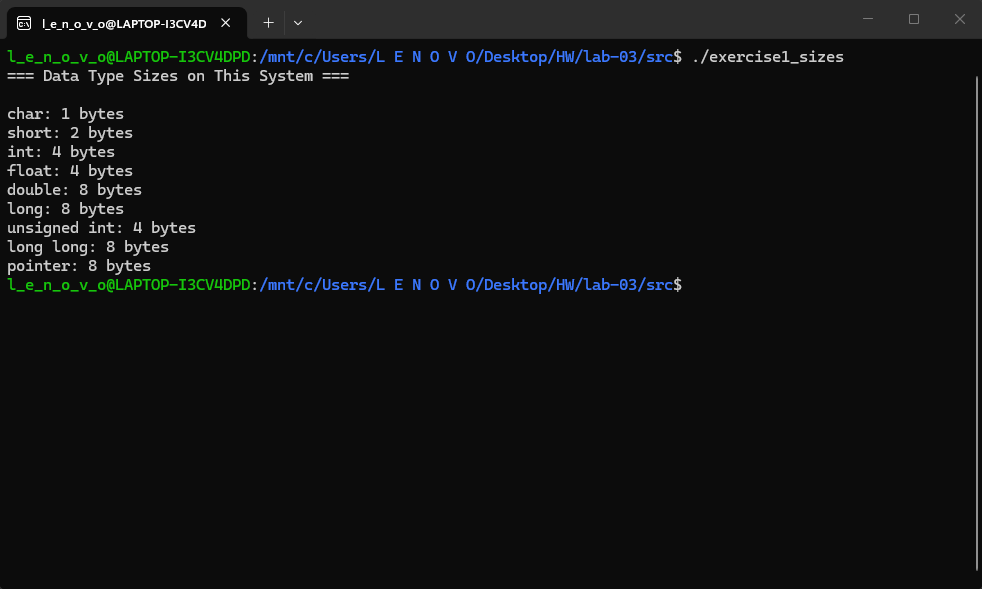 l_e_n_o_v_o@LAPTOP-I3CV4D
l_e_n_o_v_o@LAPTOP-I3CV4DPD:/mnt/c/Users/L E N O V O/Desktop/HW/lab-03/src$ ./exercise1_sizes
=== Data Type Sizes on This System ===
char: 1 bytes
short: 2 bytes
int: 4 bytes
float: 4 bytes
double: 8 bytes
long: 8 bytes
unsigned int: 4 bytes
long long: 8 bytes
pointer: 8 bytes
l_e_n_o_v_o@LAPTOP-I3CV4DPD:/mnt/c/Users/L E N O V O/Desktop/HW/lab-03/src$